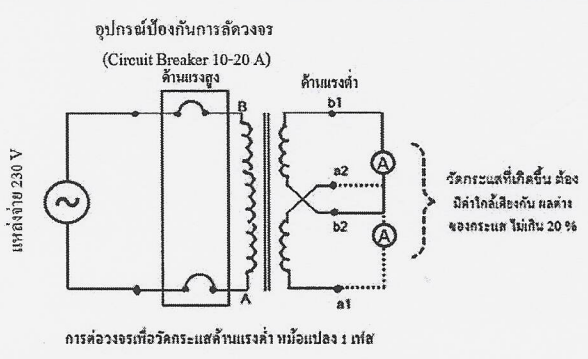 อุปกรณ์ป้องกันการลัดวงจร
(Circuit Breaker 10-20 A)
ด้านแรงสูง
ด้านแรงต่ำ
B
b1
A
a2
b2
A
A
a1
แหล่งจ่าย 230 V
วัดกระแสที่เกิดขึ้น ต้อง
มีค่าใกล้เคียงกัน ผลต่าง
ของกระแส ไม่เกิน 20 %
การต่อวงจรเพื่อวัดกระแสด้านแรงต่ำ หม้อแปลง 1 เฟส